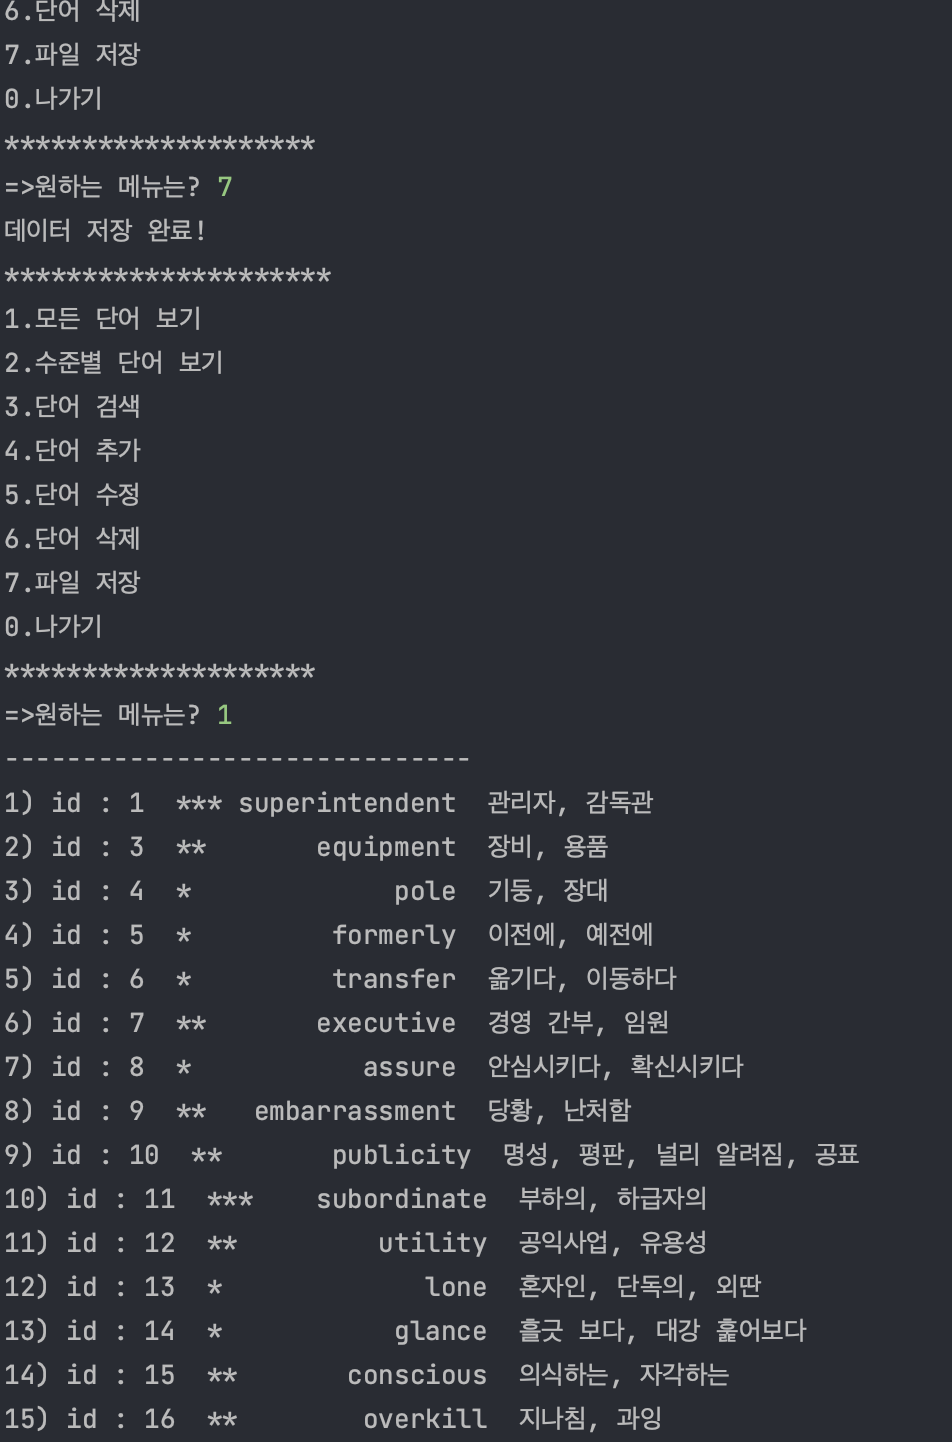 6.단어 삭제
7.파일 저장
0.나가기
********************
=>원하는 메뉴는? 7
데이터 저장 완료!
*********************
1.모든 단어 보기
2.수준별 단어 보기
3.단어 검색
4.단어 추가
5.단어 수정
6.단어 삭제
7.파일 저장
0.나가기
********************
=>원하는 메뉴는? 1
------------------------------
1) id : 1  *** superintendent  관리자, 감독관
2) id : 3  **       equipment  장비, 용품
3) id : 4  *             pole  기둥, 장대
4) id : 5  *         formerly  이전에, 예전에
5) id : 6  *         transfer  옮기다, 이동하다
6) id : 7  **       executive  경영 간부, 임원
7) id : 8  *           assure  안심시키다, 확신시키다
8) id : 9  **   embarrassment  당황, 난처함
9) id : 10  **       publicity  명성, 평판, 널리 알려짐, 공표
10) id : 11  ***    subordinate  부하의, 하급자의
11) id : 12  **         utility  공익사업, 유용성
12) id : 13  *             lone  혼자인, 단독의, 외딴
13) id : 14  *           glance  흘긋 보다, 대강 훑어보다
14) id : 15  **       conscious  의식하는, 자각하는
15) id : 16  **        overkill  지나침, 과잉